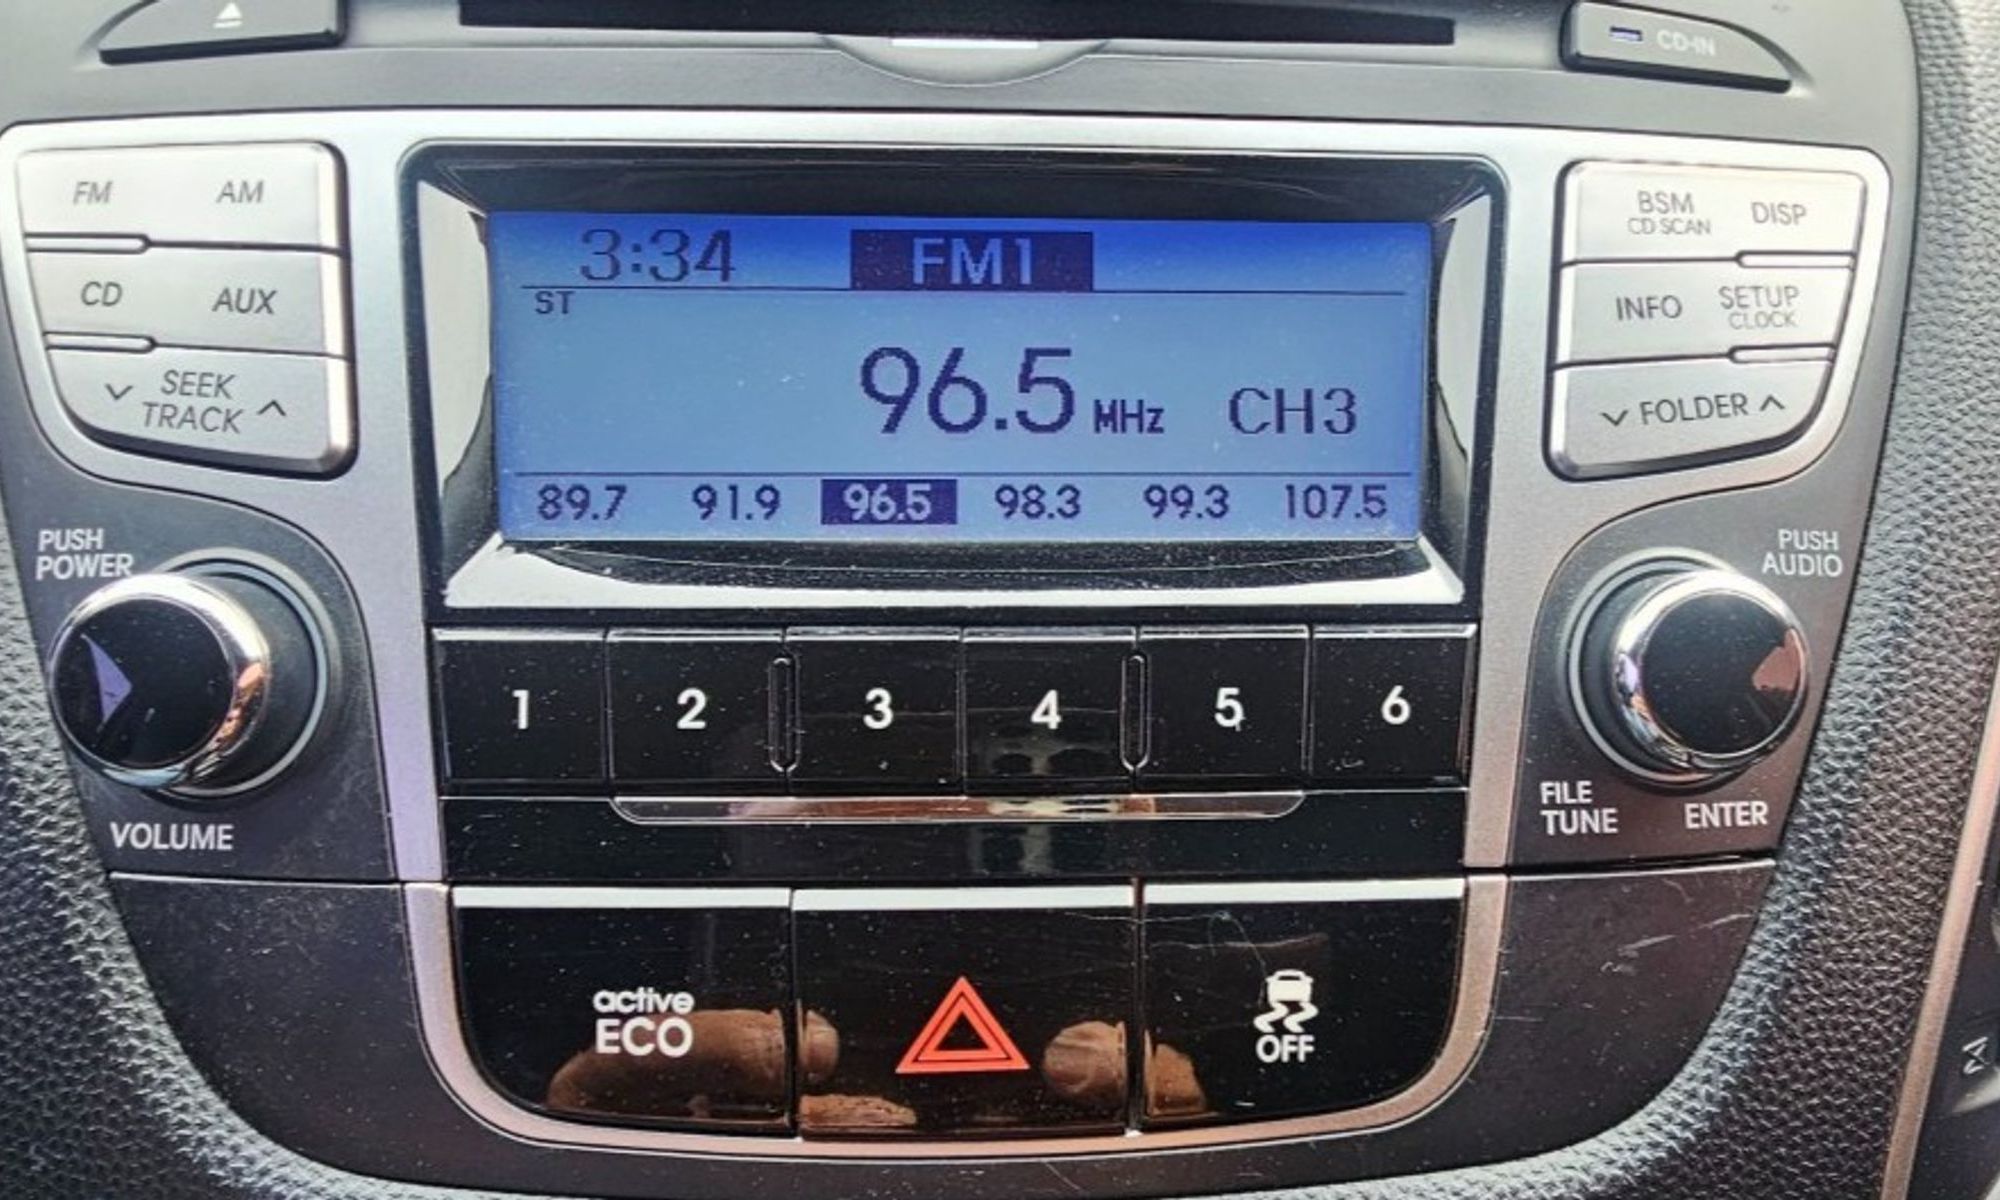 CD-IN
FM AM
CD AUX
SEEK
TRACK
3:34 FM1
ST
96.5 MHz CH3
89.7 91.9 96.5 98.3 99.3 107.5
BSM DISP
CD SCAN
INFO SETUP
CLOCK
FOLDER
PUSH
POWER
VOLUME
1 2 3 4 5 6
PUSH
AUDIO
FILE
TUNE
ENTER
active
ECO
OFF